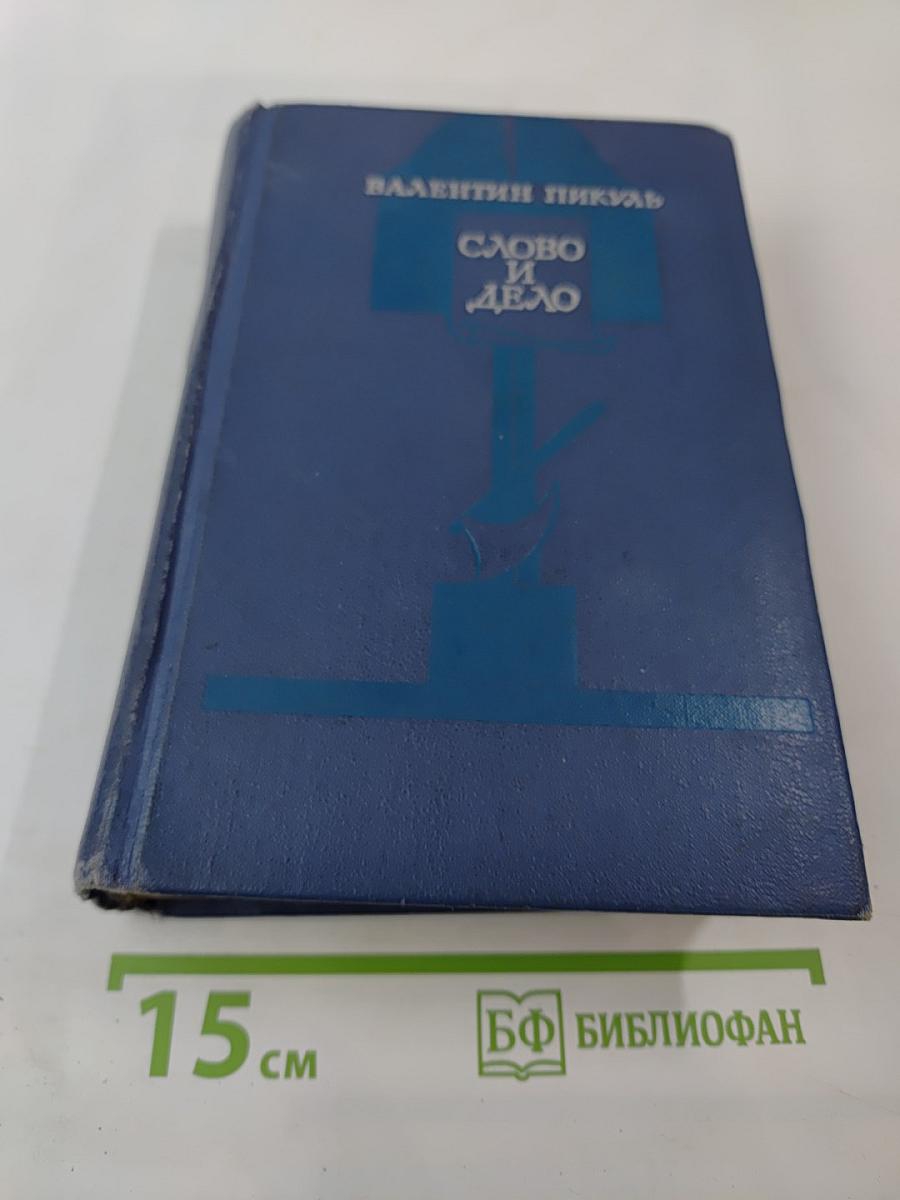 ВАЛЕНТИН ПИКУЛЬ
СЛОВО
И
ДЕЛО
15 см
БФ БИБЛИОФАН